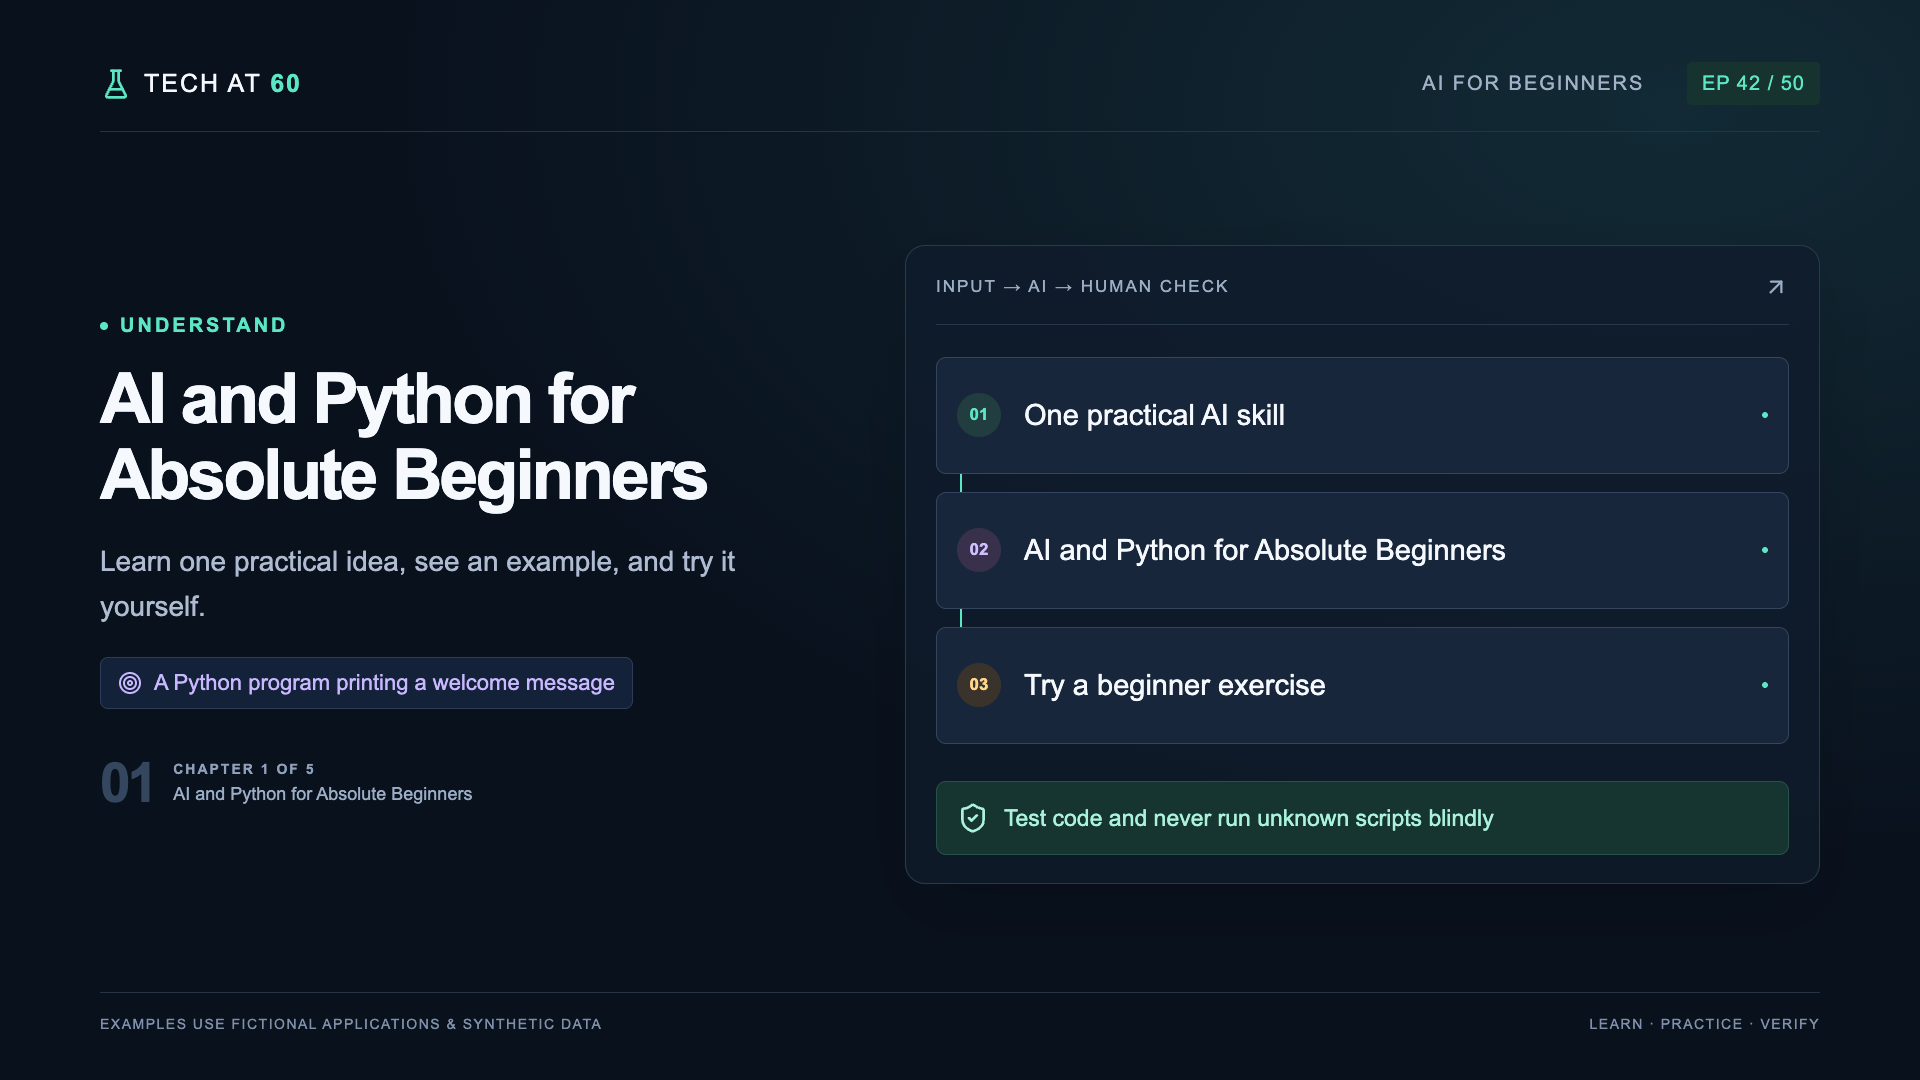 TECH AT 60
AI FOR BEGINNERS
EP 42 / 50
UNDERSTAND
AI and Python for
Absolute Beginners
Learn one practical idea, see an example, and try it
yourself.
A Python program printing a welcome message
01
CHAPTER 1 OF 5
AI and Python for Absolute Beginners
INPUT → AI → HUMAN CHECK
01 One practical AI skill
02 AI and Python for Absolute Beginners
03 Try a beginner exercise
Test code and never run unknown scripts blindly
EXAMPLES USE FICTIONAL APPLICATIONS & SYNTHETIC DATA
LEARN · PRACTICE · VERIFY